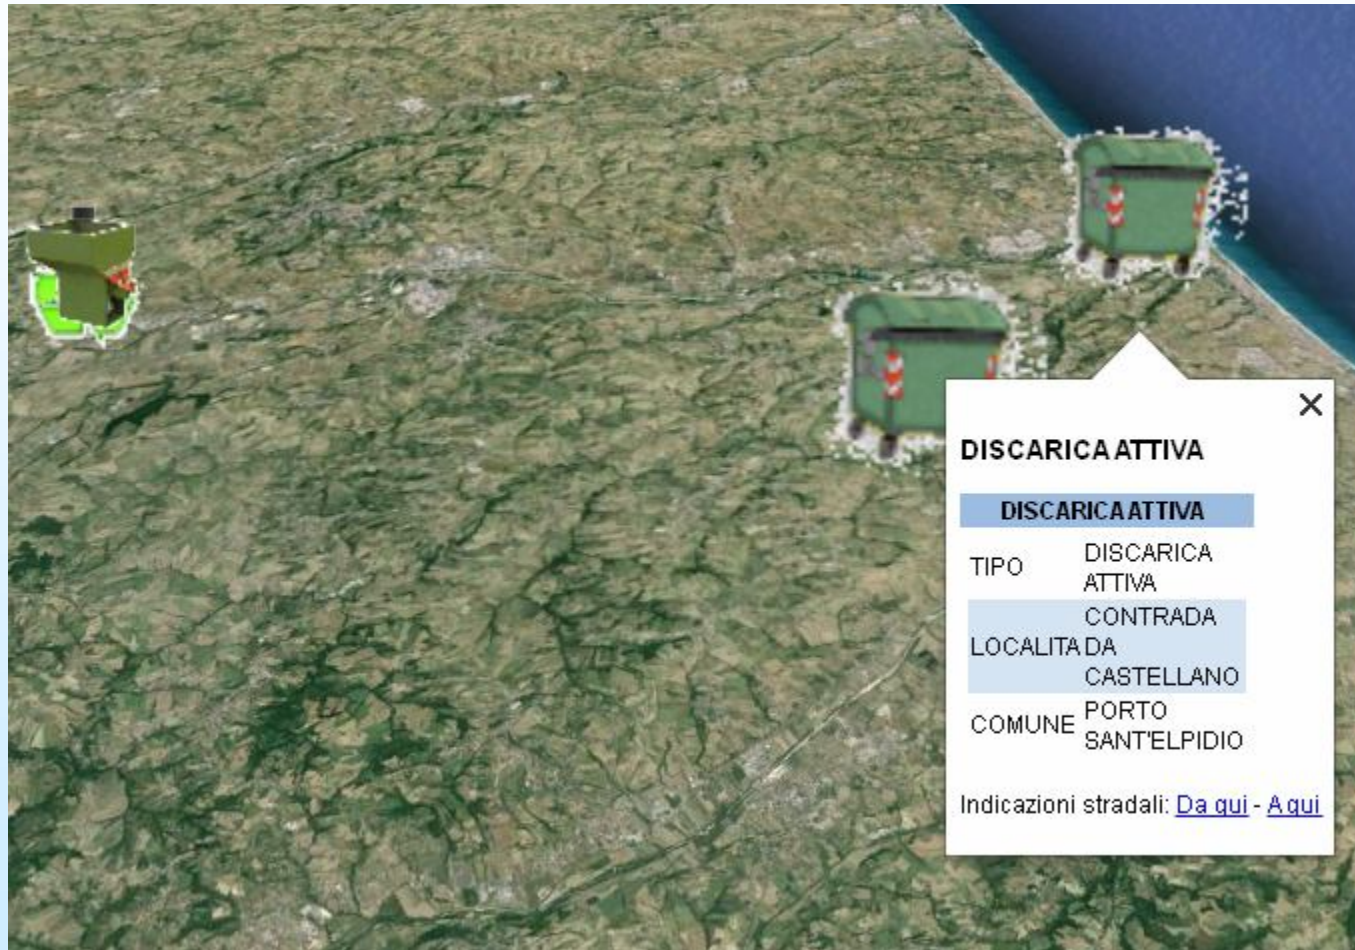 DISCARICA ATTIVA
DISCARICA ATTIVA
TIPO DISCARICA
ATTIVA
CONTRADA
LOCALITA DA
CASTELLANO
COMUNE PORTO
SANT'ELPIDIO
Indicazioni stradali: Da qui - A qui